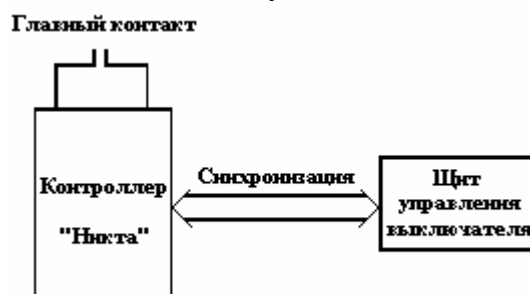 Главный контакт
Контроллер
"Никта"
Синхронизация
Щит
управления
выключателя